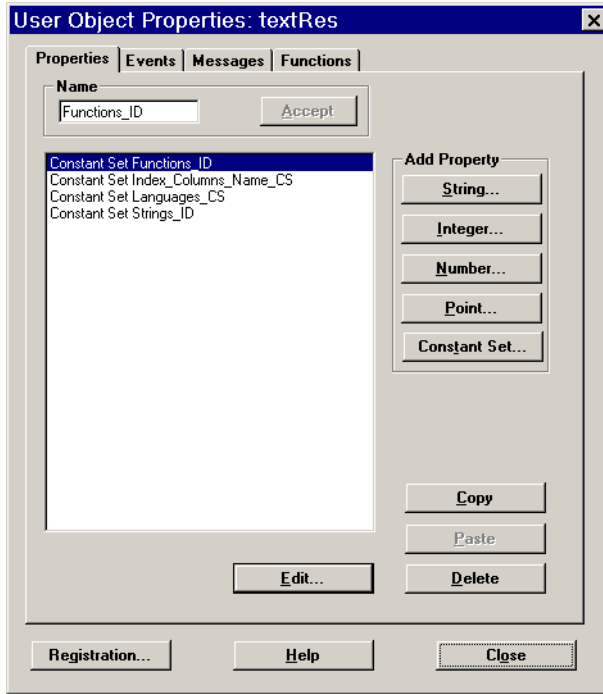 User Object Properties: textRes
Properties Events Messages Functions
Name
Functions_ID Accept
Constant Set Functions_ID
Constant Set Index_Columns_Name_CS
Constant Set Languages_CS
Constant Set Strings_ID
Add Property
String...
Integer...
Number...
Point...
Constant Set...
Copy
Paste
Edit... Delete
Registration... Help Close